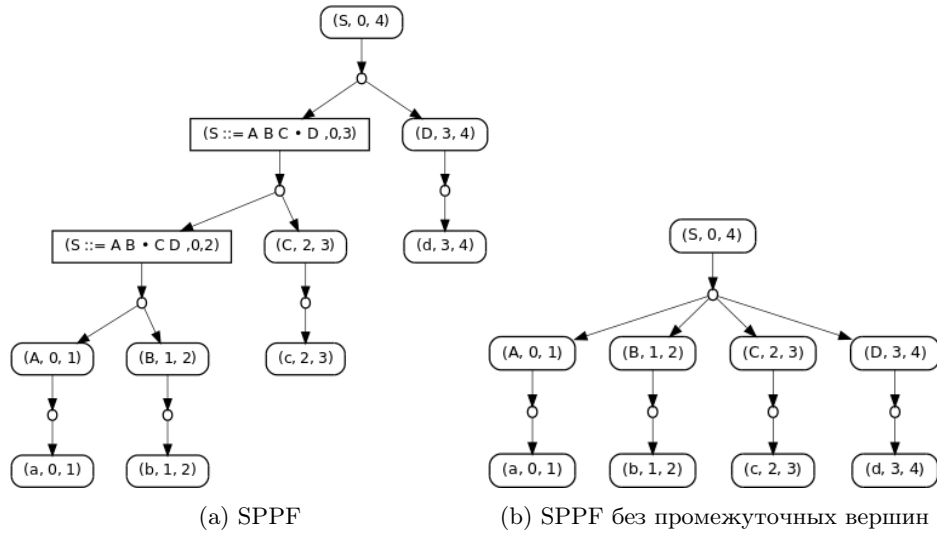 (S, 0, 4)
(S ::= A B C • D ,0,3)
(D, 3, 4)
(S ::= A B • C D ,0,2)
(C, 2, 3)
(d, 3, 4)
(A, 0, 1)
(B, 1, 2)
(c, 2, 3)
(a, 0, 1)
(b, 1, 2)
(a) SPPF
(S, 0, 4)
(A, 0, 1)
(B, 1, 2)
(C, 2, 3)
(D, 3, 4)
(a, 0, 1)
(b, 1, 2)
(c, 2, 3)
(d, 3, 4)
(b) SPPF без промежуточных вершин